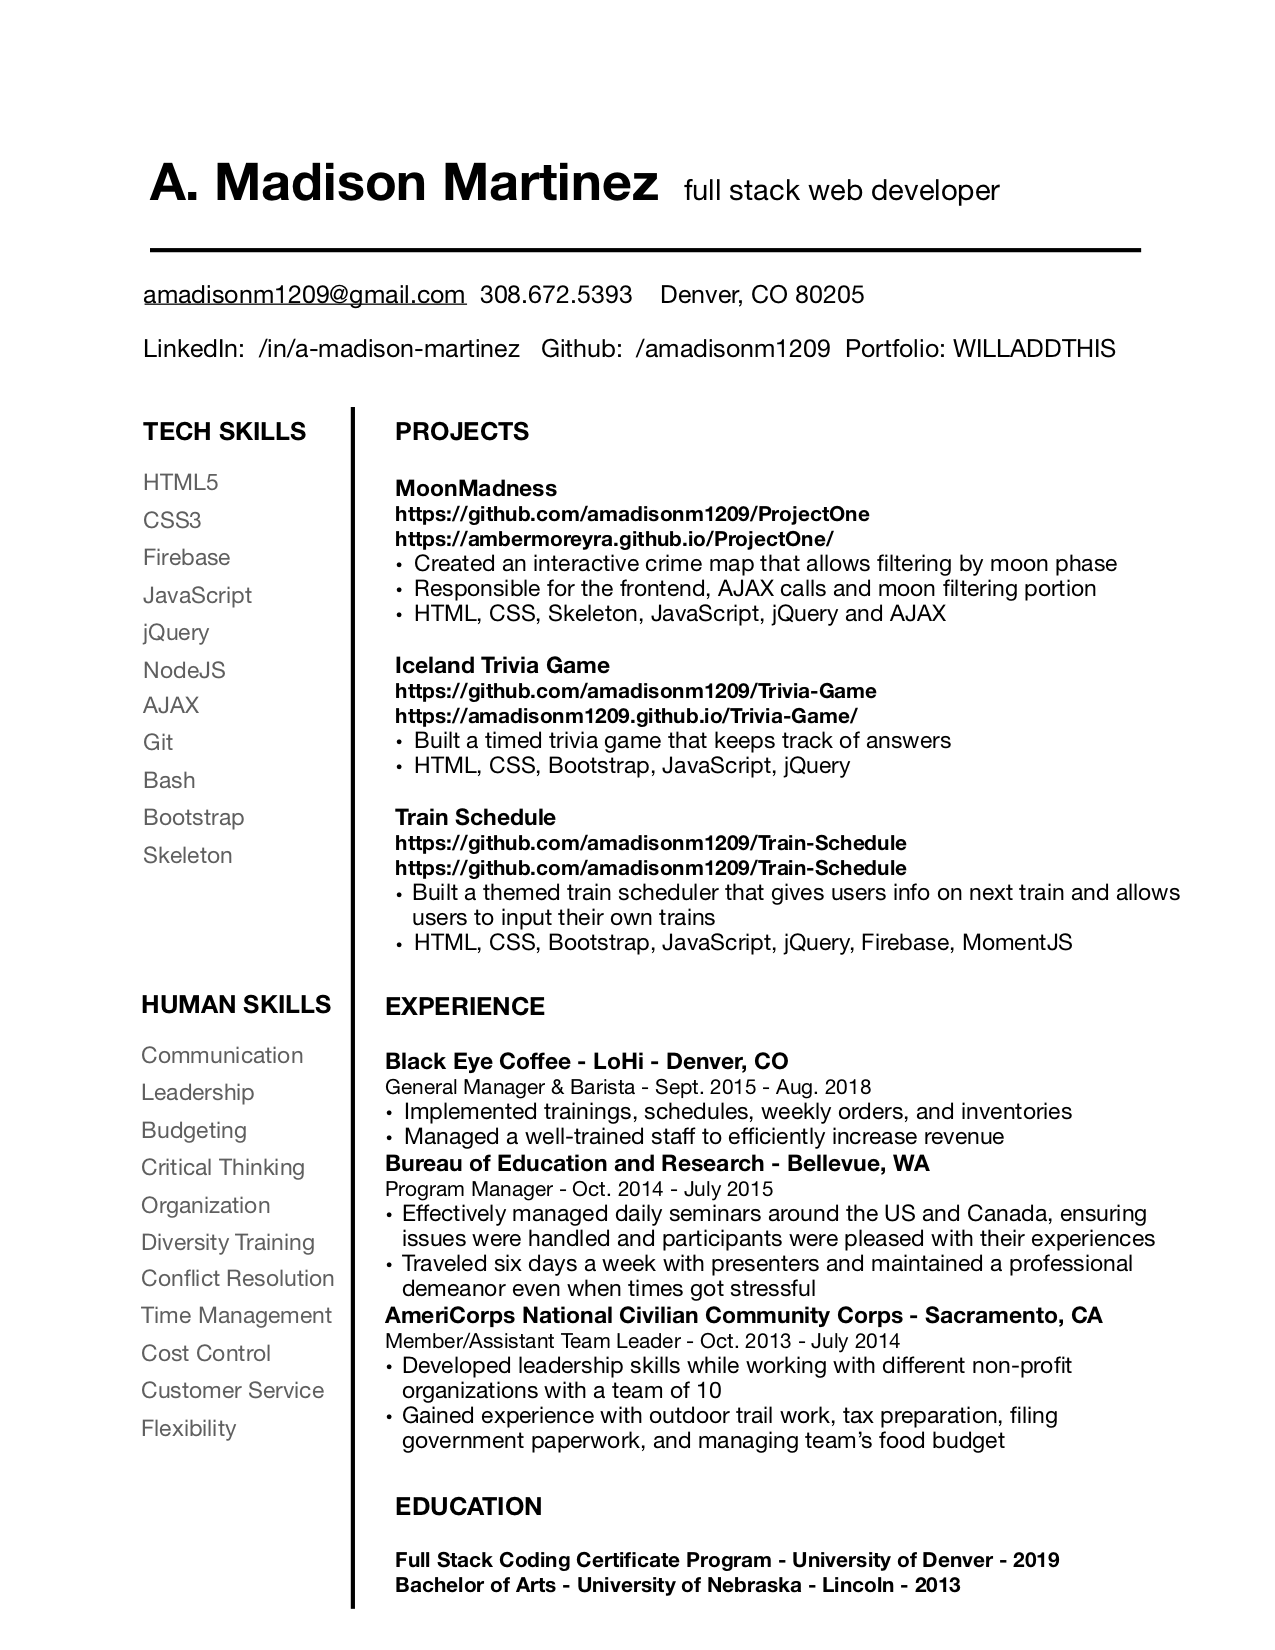 A. Madison Martinez full stack web developer
amadisonm1209@gmail.com 308.672.5393 Denver, CO 80205
LinkedIn: /in/a-madison-martinez Github: /amadisonm1209 Portfolio: WILLADDTHIS
TECH SKILLS
HTML5
CSS3
Firebase
JavaScript
jQuery
NodeJS
AJAX
Git
Bash
Bootstrap
Skeleton
HUMAN SKILLS
Communication
Leadership
Budgeting
Critical Thinking
Organization
Diversity Training
Conflict Resolution
Time Management
Cost Control
Customer Service
Flexibility
PROJECTS
MoonMadness
https://github.com/amadisonm1209/ProjectOne
https://ambermoreyra.github.io/ProjectOne/
• Created an interactive crime map that allows filtering by moon phase
• Responsible for the frontend, AJAX calls and moon filtering portion
• HTML, CSS, Skeleton, JavaScript, jQuery and AJAX
Iceland Trivia Game
https://github.com/amadisonm1209/Trivia-Game
https://amadisonm1209.github.io/Trivia-Game/
• Built a timed trivia game that keeps track of answers
• HTML, CSS, Bootstrap, JavaScript, jQuery
Train Schedule
https://github.com/amadisonm1209/Train-Schedule
https://github.com/amadisonm1209/Train-Schedule
• Built a themed train scheduler that gives users info on next train and allows
users to input their own trains
• HTML, CSS, Bootstrap, JavaScript, jQuery, Firebase, MomentJS
EXPERIENCE
Black Eye Coffee - LoHi - Denver, CO
General Manager & Barista - Sept. 2015 - Aug. 2018
• Implemented trainings, schedules, weekly orders, and inventories
• Managed a well-trained staff to efficiently increase revenue
Bureau of Education and Research - Bellevue, WA
Program Manager - Oct. 2014 - July 2015
• Effectively managed daily seminars around the US and Canada, ensuring
issues were handled and participants were pleased with their experiences
• Traveled six days a week with presenters and maintained a professional
demeanor even when times got stressful
AmeriCorps National Civilian Community Corps - Sacramento, CA
Member/Assistant Team Leader - Oct. 2013 - July 2014
• Developed leadership skills while working with different non-profit
organizations with a team of 10
• Gained experience with outdoor trail work, tax preparation, filing
government paperwork, and managing team’s food budget
EDUCATION
Full Stack Coding Certificate Program - University of Denver - 2019
Bachelor of Arts - University of Nebraska - Lincoln - 2013